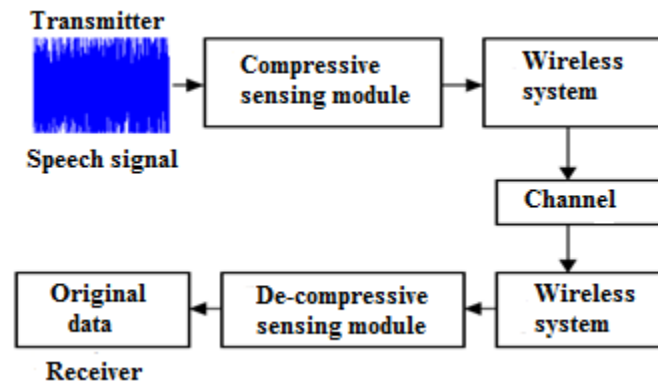 Transmitter
Speech signal
Compressive
sensing module
Wireless
system
Channel
Wireless
system
De-compressive
sensing module
Original
data
Receiver